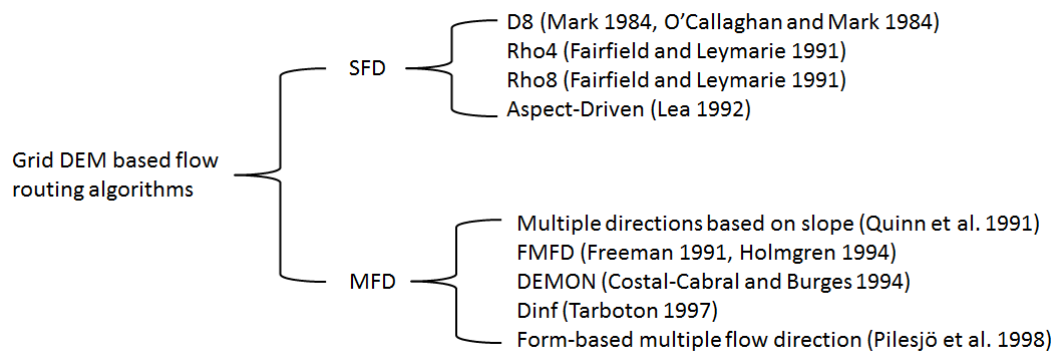 Grid DEM based flow
routing algorithms
SFD
D8 (Mark 1984, O'Callaghan and Mark 1984)
Rho4 (Fairfield and Leymarie 1991)
Rho8 (Fairfield and Leymarie 1991)
Aspect-Driven (Lea 1992)
MFD
Multiple directions based on slope (Quinn et al. 1991)
FMFD (Freeman 1991, Holmgren 1994)
DEMON (Costal-Cabral and Burges 1994)
Dinf (Tarboton 1997)
Form-based multiple flow direction (Pilesjö et al. 1998)